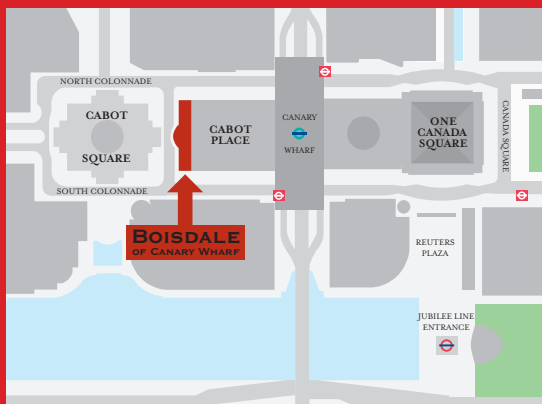 NORTH COLONNADE
CABOT
SQUARE
CABOT
PLACE
CANARY
WHARF
ONE
CANADA
SQUARE
CANADA SQUARE
SOUTH COLONNADE
BOISDALE
OF CANARY WHARF
REUTERS
PLAZA
JUBILEE LINE
ENTRANCE